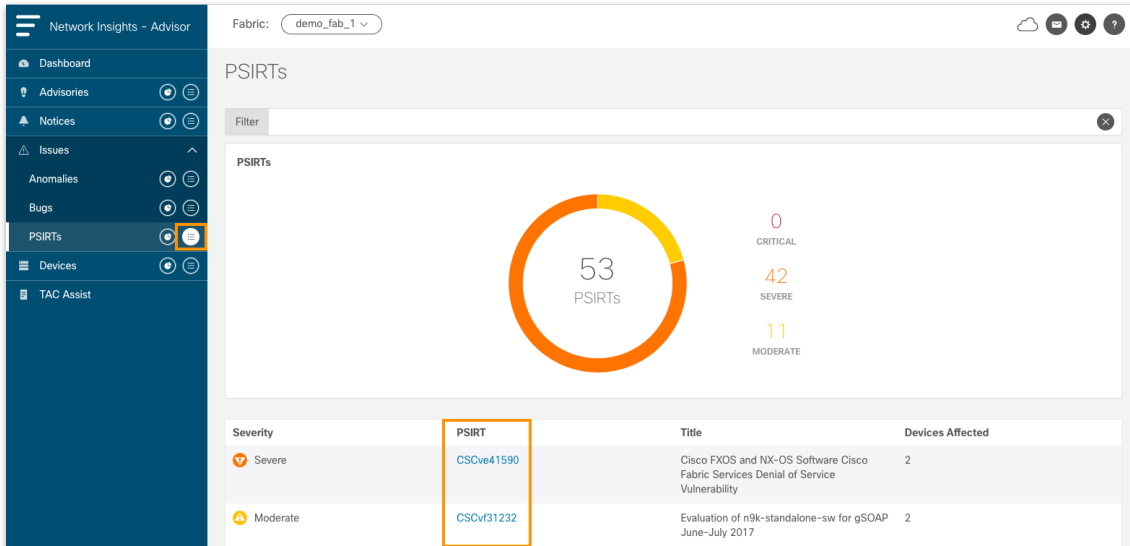 Network Insights - Advisor
Fabric:
demo_fab_1
?
Dashboard
Advisories
Notices
Issues
Anomalies
Bugs
PSIRTs
Devices
TAC Assist
PSIRTs
Filter
PSIRTs
53
PSIRTs
0
CRITICAL
42
SEVERE
11
MODERATE
Severity PSIRT Title Devices Affected
Severe CSCve41590 Cisco FXOS and NX-OS Software Cisco 2
Fabric Services Denial of Service
Vulnerability
Moderate CSCvf31232 Evaluation of n9k-standalone-sw for gSOAP 2
June-July 2017